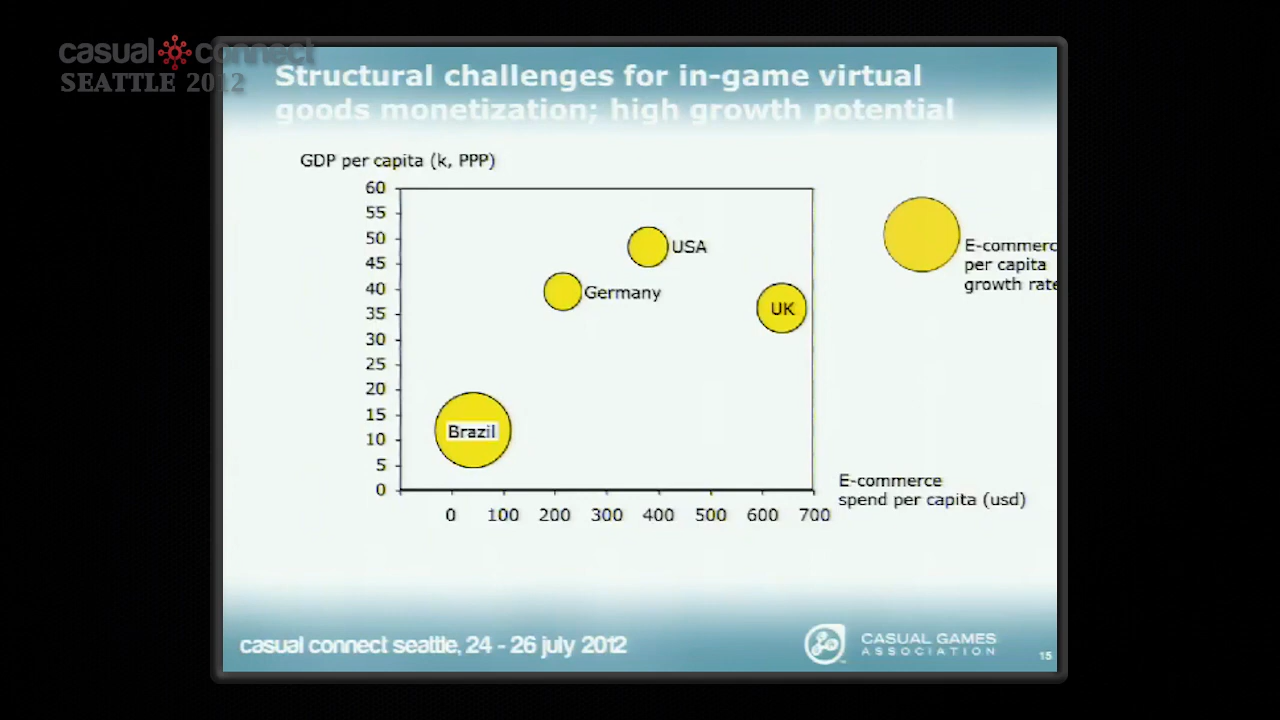 casual connect
SEATTLE 2012
Structural challenges for in-game virtual
goods monetization; high growth potential
GDP per capita (k, PPP)
60
55
50
45
40
35
30
25
20
15
10
5
0
USA
Germany
UK
Brazil
E-commerc
per capita
growth rate
E-commerce
spend per capita (usd)
0 100 200 300 400 500 600 700
casual connect seattle, 24 - 26 july 2012
CASUAL GAMES
ASSOCIATION
15